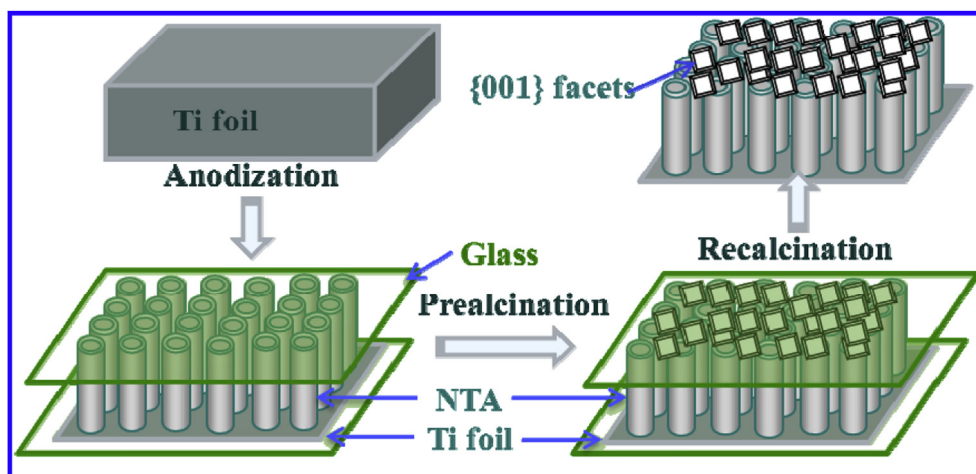 Ti foil
Anodization
{001} facets
Glass
Prealcination
Recalcination
NTA
Ti foil